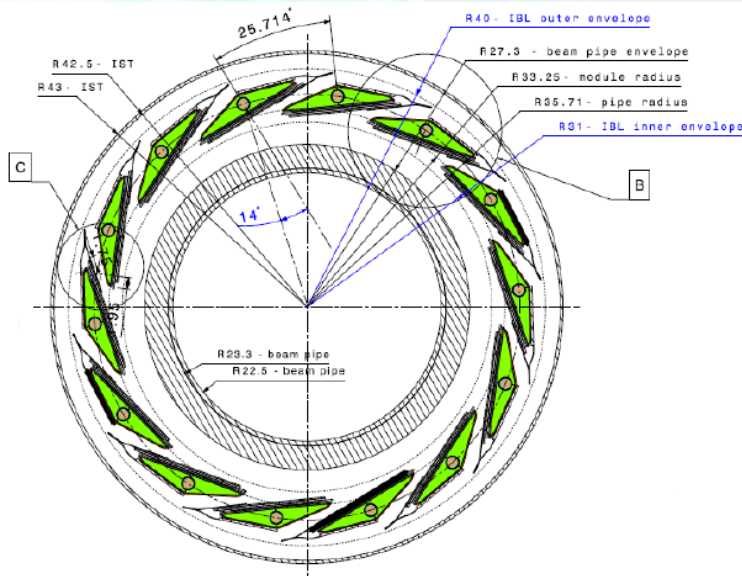 R40- IBL outer envelope
25.714°
R27.3 - beam pipe envelope
R42.5- IST
R33.25- module radius
R43- IST
R35.71- pipe radius
R31- IBL inner envelope
C
B
14°
R23.3 - beam pipe
R22.5- beam pipe